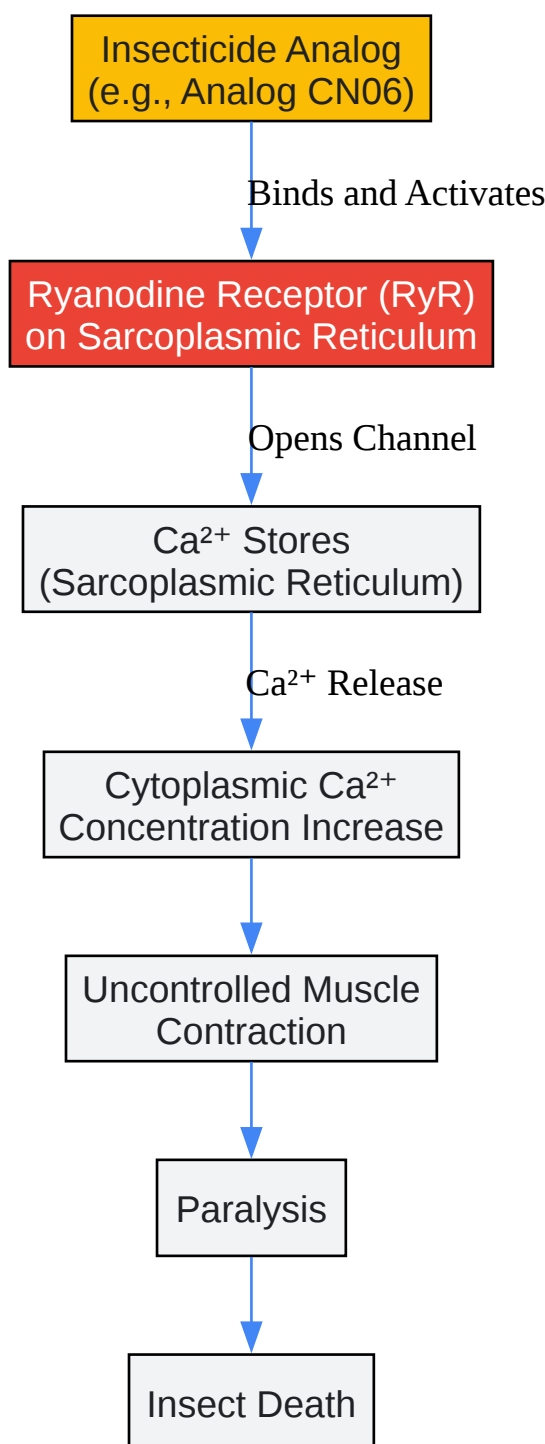 Insecticide Analog
(e.g., Analog CN06)
Binds and Activates
Ryanodine Receptor (RyR)
on Sarcoplasmic Reticulum
Opens Channel
Ca²⁺ Stores
(Sarcoplasmic Reticulum)
Ca²⁺ Release
Cytoplasmic Ca²⁺
Concentration Increase
Uncontrolled Muscle
Contraction
Paralysis
Insect Death